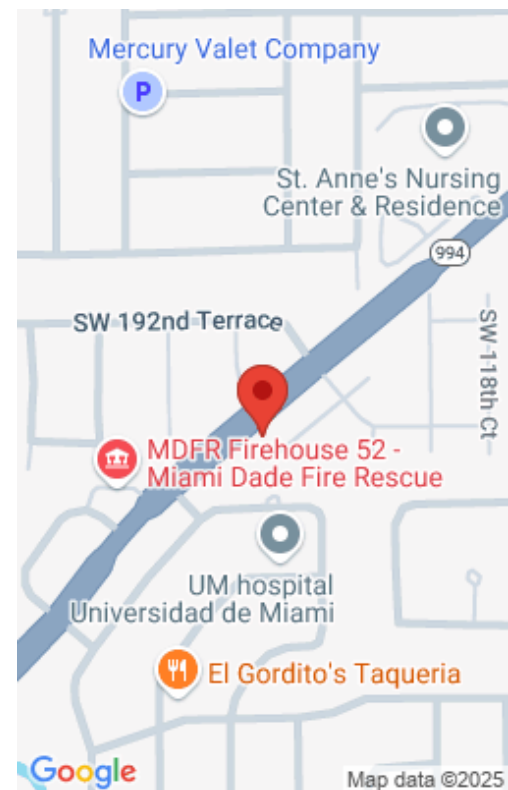 Mercury Valet Company
P
St. Anne's Nursing
Center & Residence
994
SW 192nd Terrace
SW 118th Ct
MDFR Firehouse 52 -
Miami Dade Fire Rescue
UM hospital
Universidad de Miami
El Gordito's Taqueria
Google
Map data ©2025